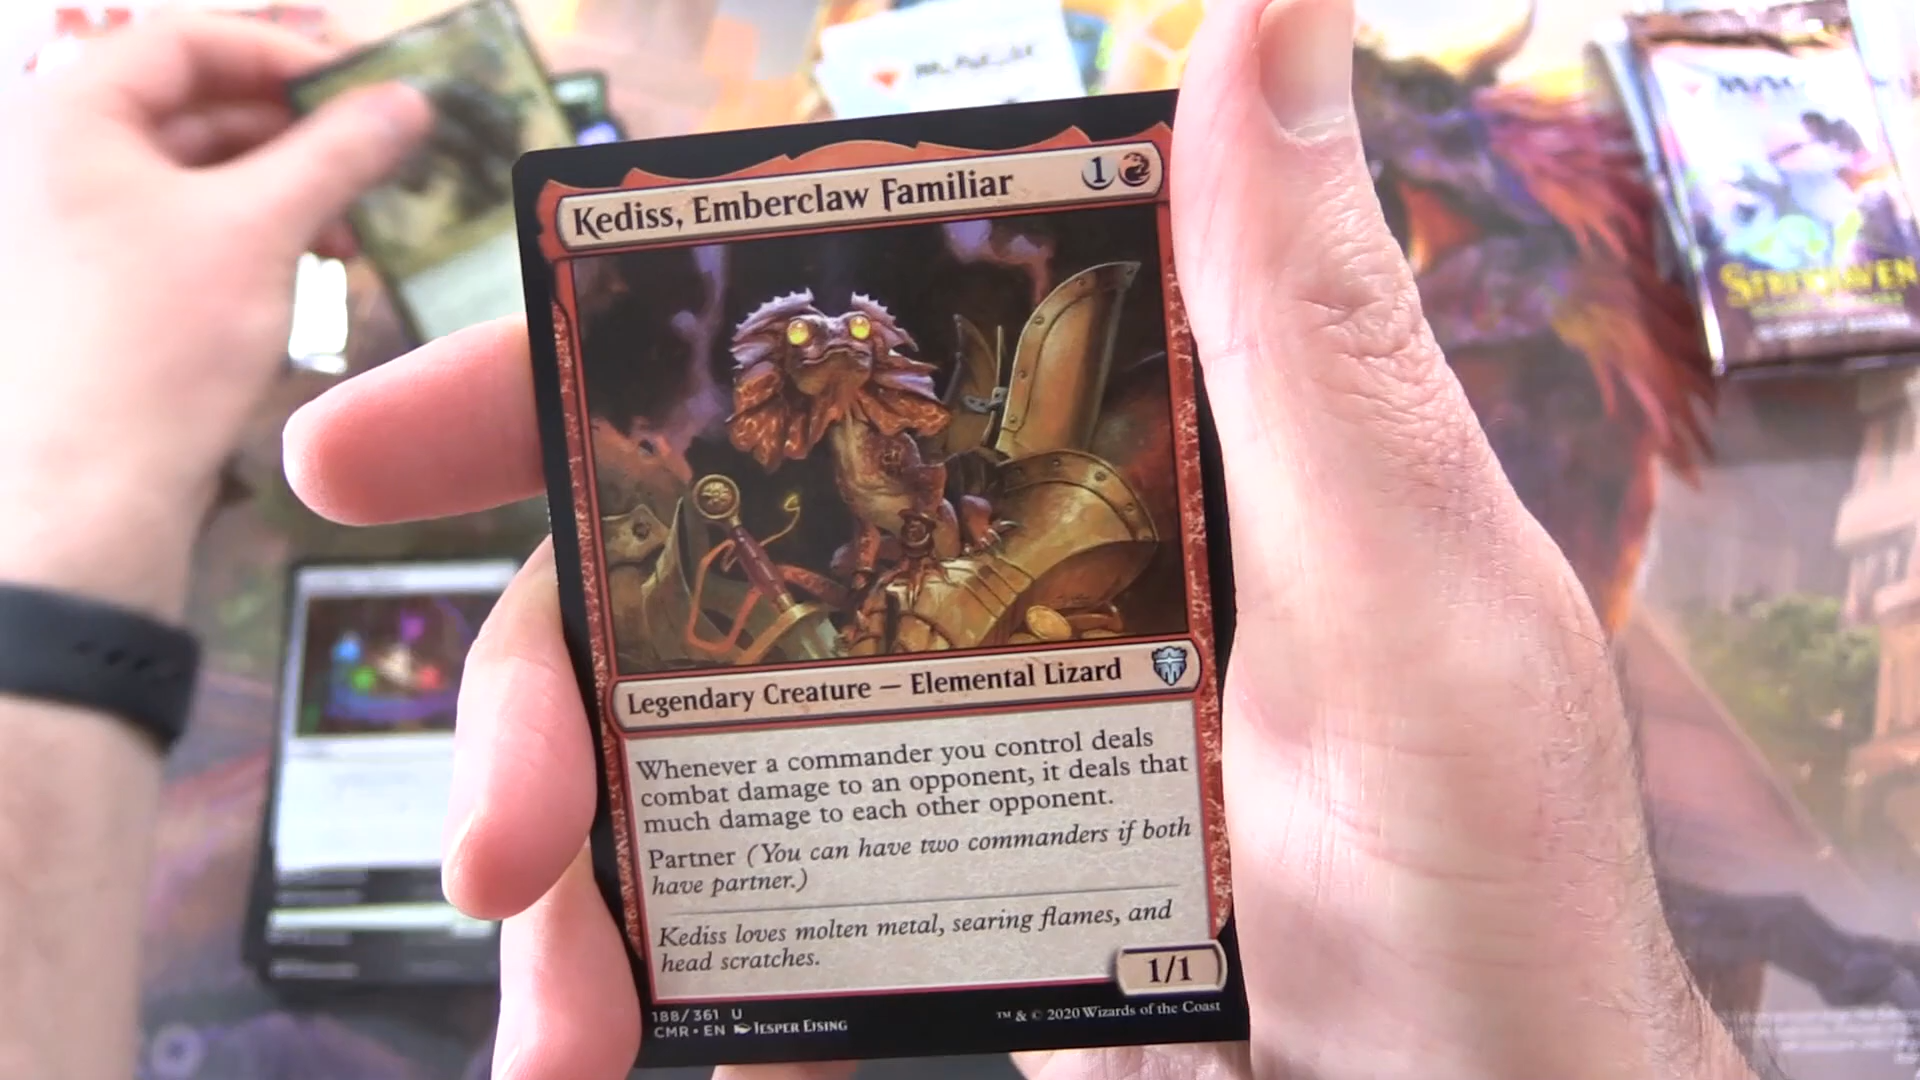 Kediss, Emberclaw Familiar 1
Legendary Creature — Elemental Lizard
Whenever a commander you control deals
combat damage to an opponent, it deals that
much damage to each other opponent.
Partner (You can have two commanders if both
have partner.)
Kediss loves molten metal, searing flames, and
head scratches.
1/1
188/361 U
CMR • EN JESPER EJSING
™ & © 2020 Wizards of the Coast
STRIXHAVEN